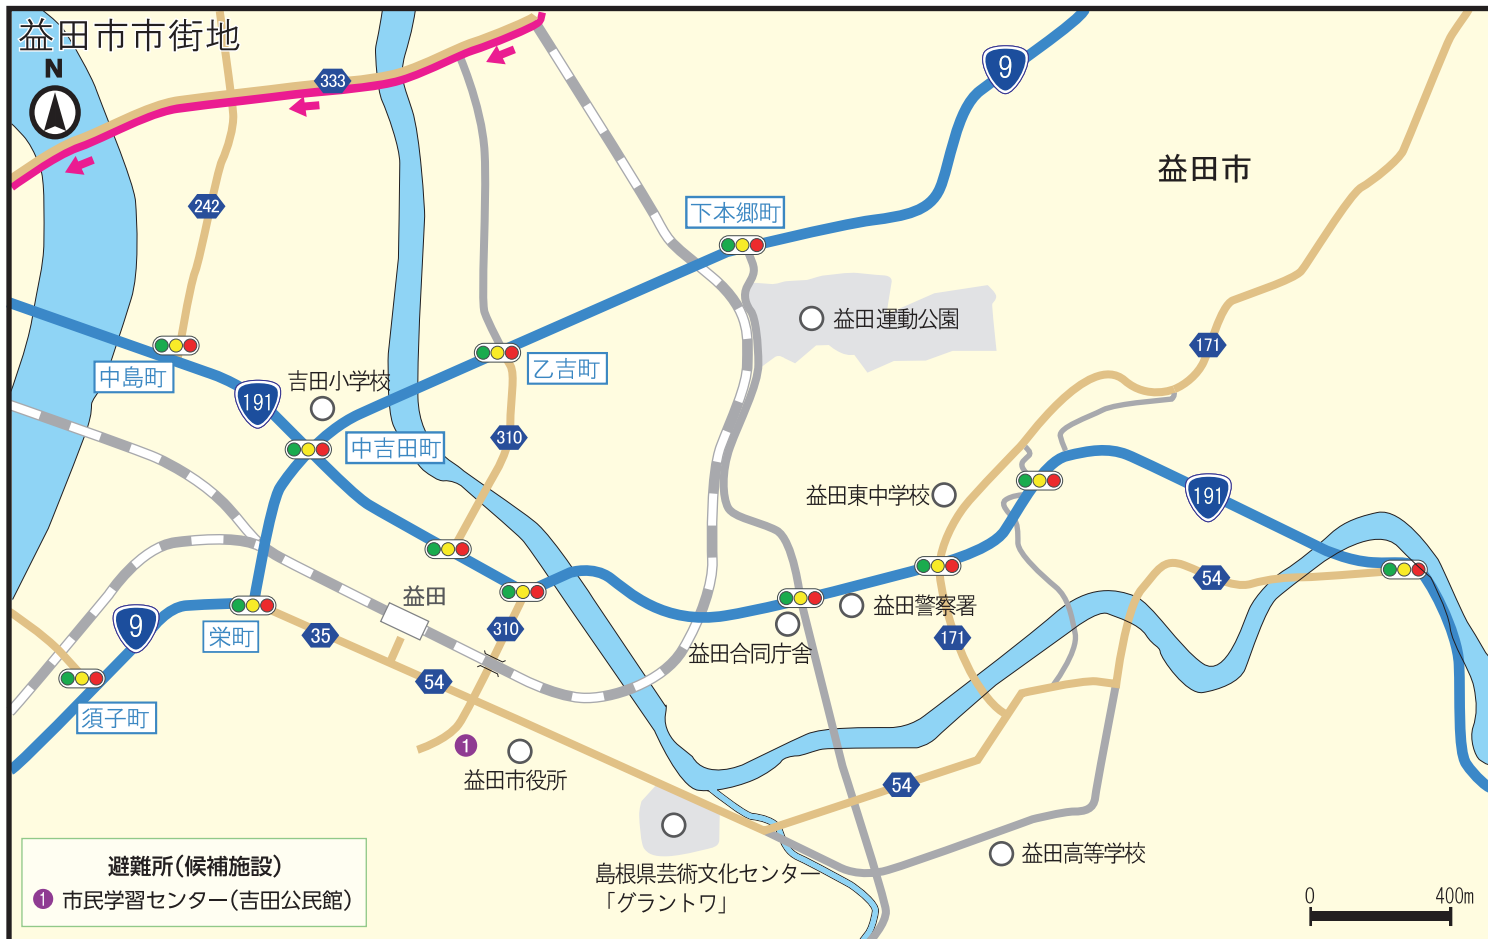 益田市市街地
N
333
9
益田市
242
下本郷町
益田運動公園
171
中島町
乙吉町
吉田小学校
191
中吉田町
310
益田東中学校
191
益田
54
益田警察署
9
栄町
35
310
171
益田合同庁舎
54
須子町
1
益田市役所
54
島根県芸術文化センター
「グラントワ」
益田高等学校
避難所(候補施設)
1 市民学習センター(吉田公民館)
0 400m